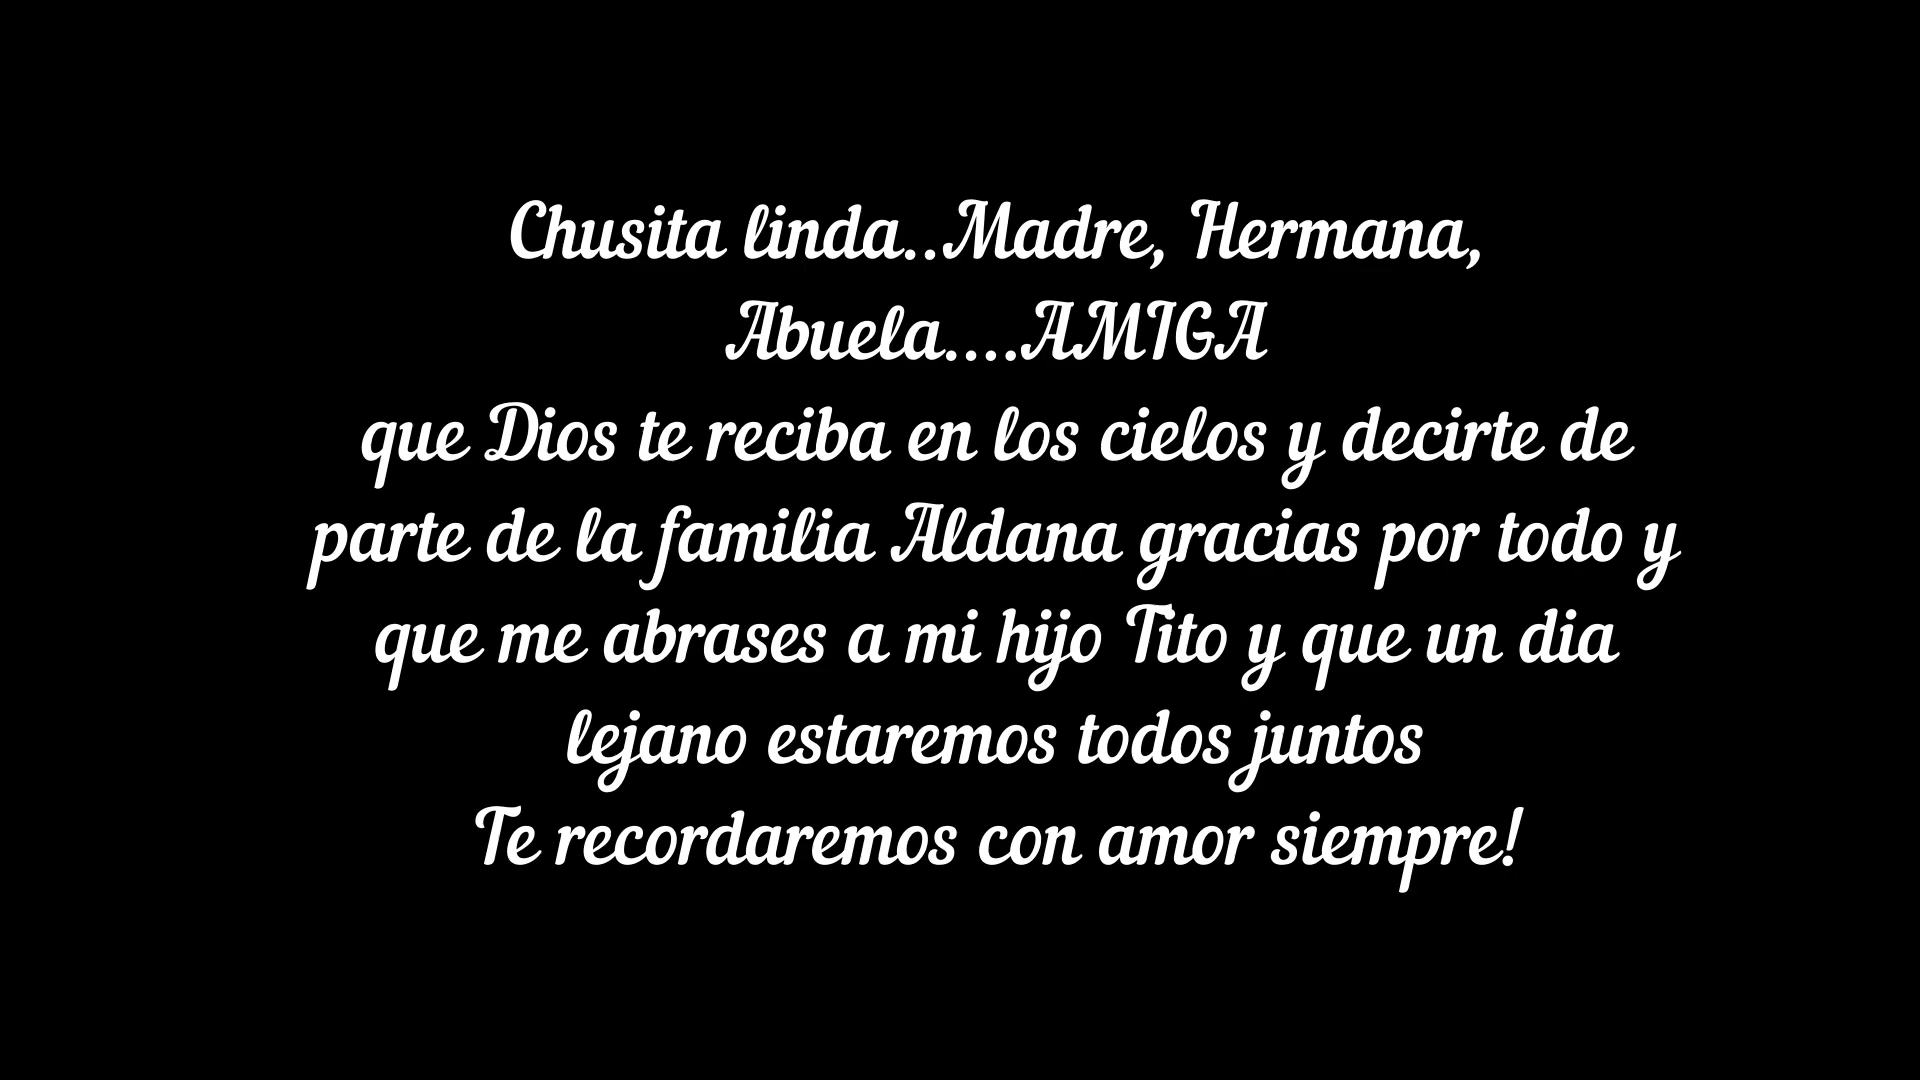 Chusita linda..Madre, Hermana,
Abuela....AMIGA
que Dios te reciba en los cielos y decirte de
parte de la familia Aldana gracias por todo y
que me abrases a mi hijo Tito y que un dia
lejano estaremos todos juntos
Te recordaremos con amor siempre!